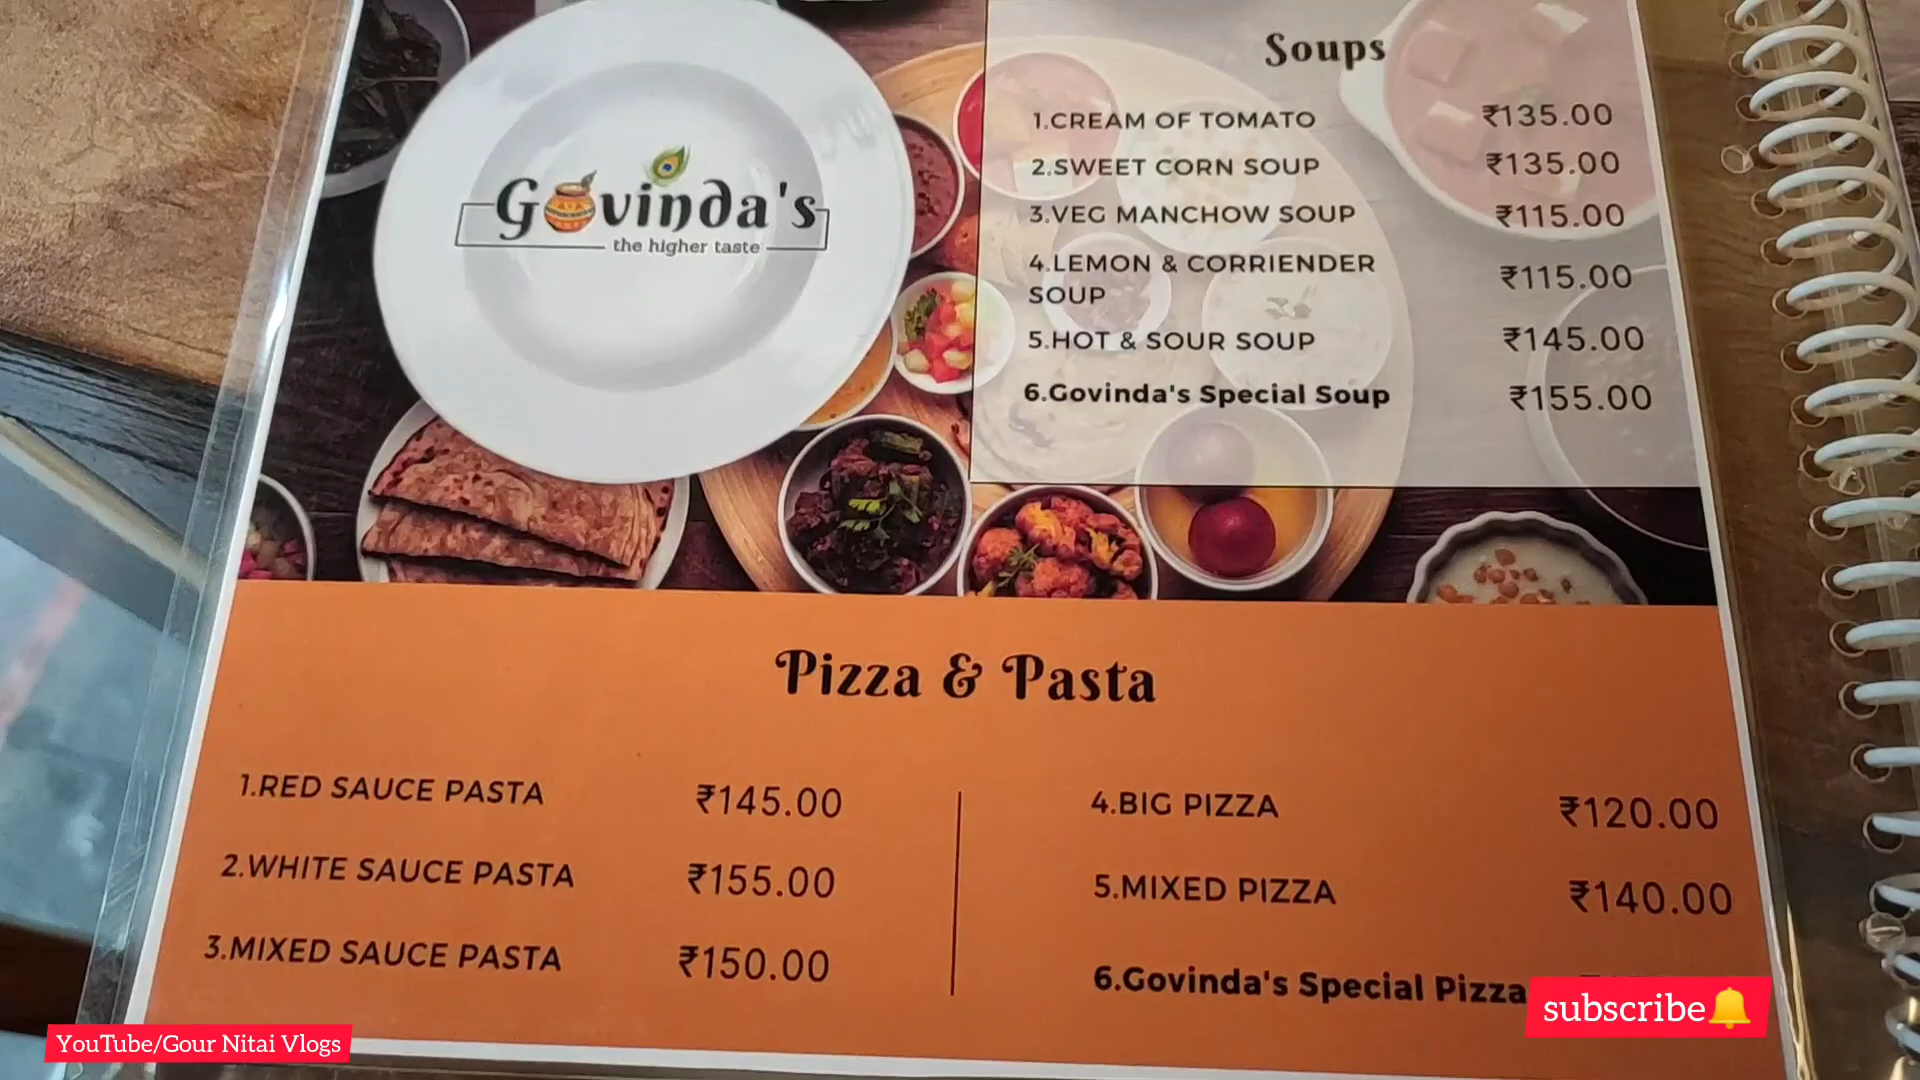 Govinda's
the higher taste
Soups
1.CREAM OF TOMATO ₹135.00
2.SWEET CORN SOUP ₹135.00
3.VEG MANCHOW SOUP ₹115.00
4.LEMON & CORRIENDER ₹115.00
SOUP
5.HOT & SOUR SOUP ₹145.00
6.Govinda's Special Soup ₹155.00
Pizza & Pasta
1.RED SAUCE PASTA ₹145.00
2.WHITE SAUCE PASTA ₹155.00
3.MIXED SAUCE PASTA ₹150.00
4.BIG PIZZA ₹120.00
5.MIXED PIZZA ₹140.00
6.Govinda's Special Pizza
subscribe
YouTube/Gour Nitai Vlogs